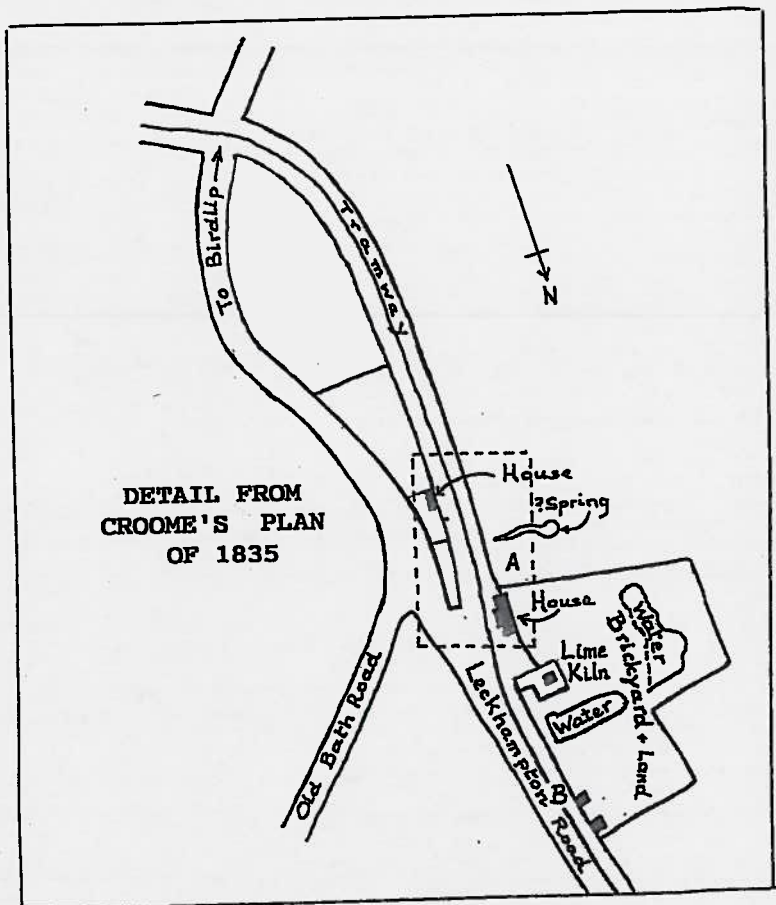 To Birdlip
Tramway
N
House
?Spring
DETAIL FROM
CROOME'S PLAN
OF 1835
A
House
Water
Lime
Kiln
Brickyard + Land
Water
Old Bath Road
Leckhampton Road
B